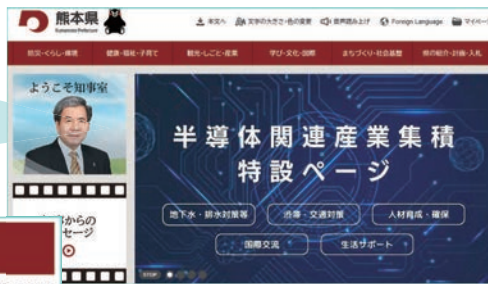 熊本県
Kumamoto Prefecture
本文へ
文字の大きさ・色の変更
音声読み上げ
Foreign Language
マイページ
防災・くらし・環境
健康・福祉・子育て
観光・しごと・産業
学び・文化・国際
まちづくり・社会基盤
県の紹介・計画・入札
ようこそ知事室
半導体関連産業集積
特設ページ
地下水・排水対策等
渋滞・交通対策
人材育成・確保
国際交流
生活サポート
からの
セージ
STOP